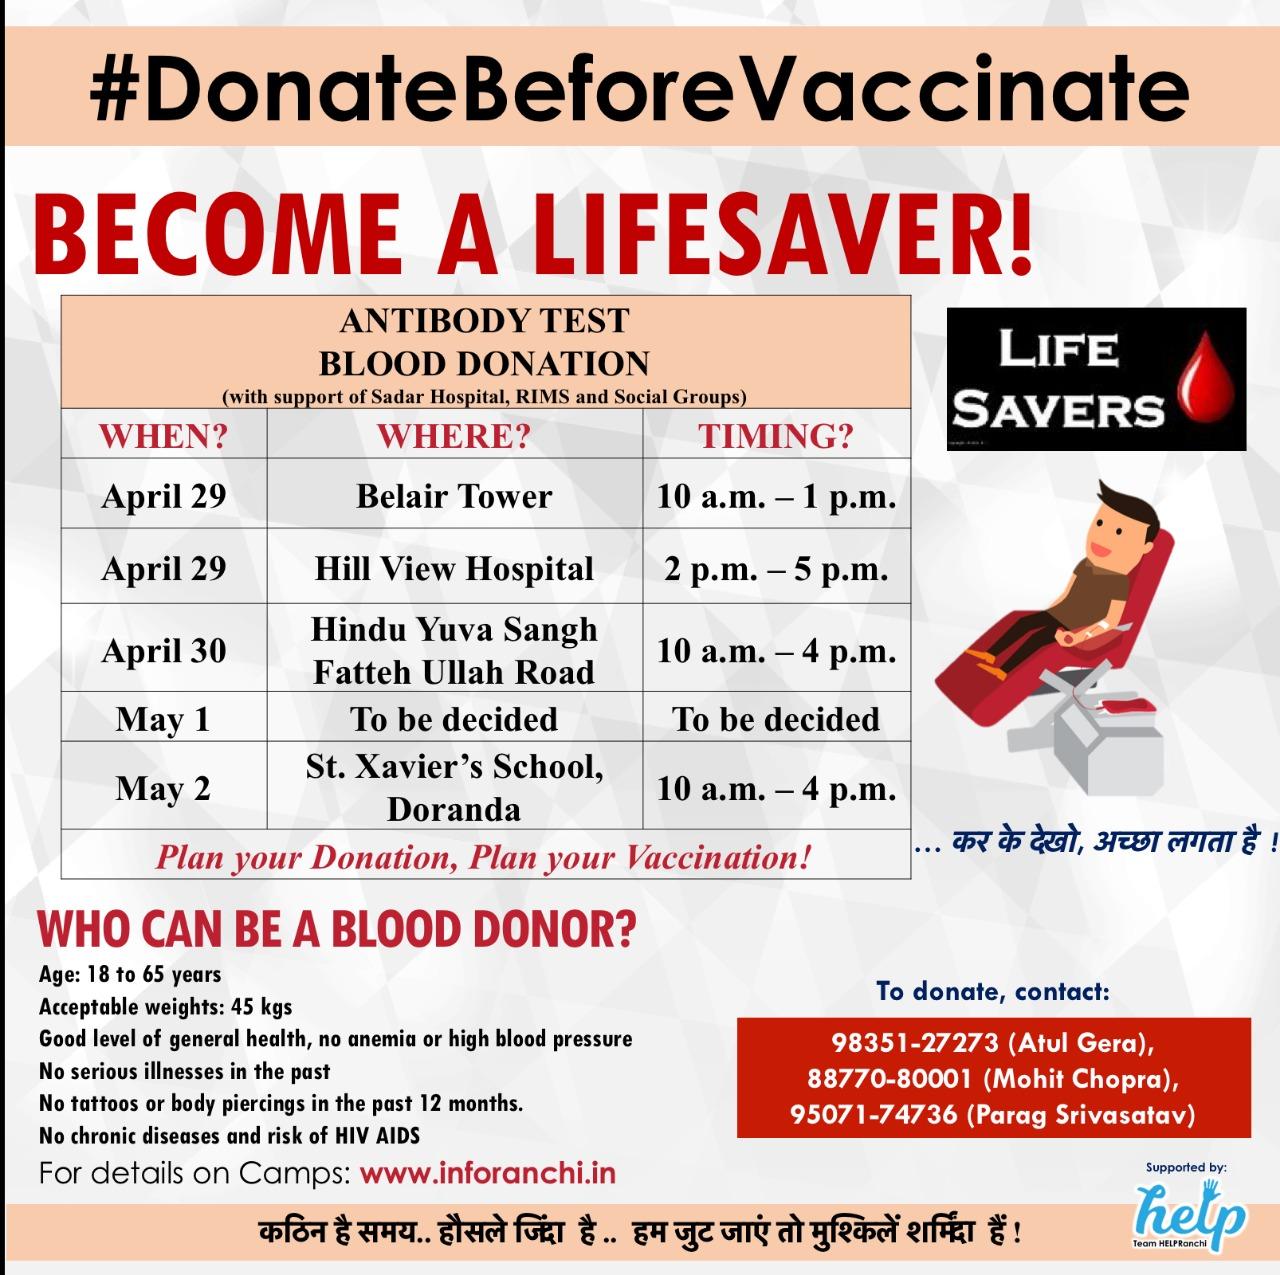 #DonateBeforeVaccinate
BECOME A LIFESAVER!
ANTIBODY TEST
BLOOD DONATION
(with support of Sadar Hospital, RIMS and Social Groups)
WHEN? WHERE? TIMING?
April 29 Belair Tower 10 a.m. – 1 p.m.
April 29 Hill View Hospital 2 p.m. – 5 p.m.
April 30 Hindu Yuva Sangh
Fatteh Ullah Road 10 a.m. – 4 p.m.
May 1 To be decided To be decided
May 2 St. Xavier’s School,
Doranda 10 a.m. – 4 p.m.
Plan your Donation, Plan your Vaccination!
LIFE
SAVERS
... कर के देखो, अच्छा लगता है !
WHO CAN BE A BLOOD DONOR?
Age: 18 to 65 years
Acceptable weights: 45 kgs
Good level of general health, no anemia or high blood pressure
No serious illnesses in the past
No tattoos or body piercings in the past 12 months.
No chronic diseases and risk of HIV AIDS
For details on Camps: www.inforanchi.in
To donate, contact:
98351-27273 (Atul Gera),
88770-80001 (Mohit Chopra),
95071-74736 (Parag Srivasatav)
Supported by:
help
Team HELPRanchi
कठिन है समय.. हौसले जिंदा है .. हम जुट जाएं तो मुश्किलें शर्मिंदा हैं !